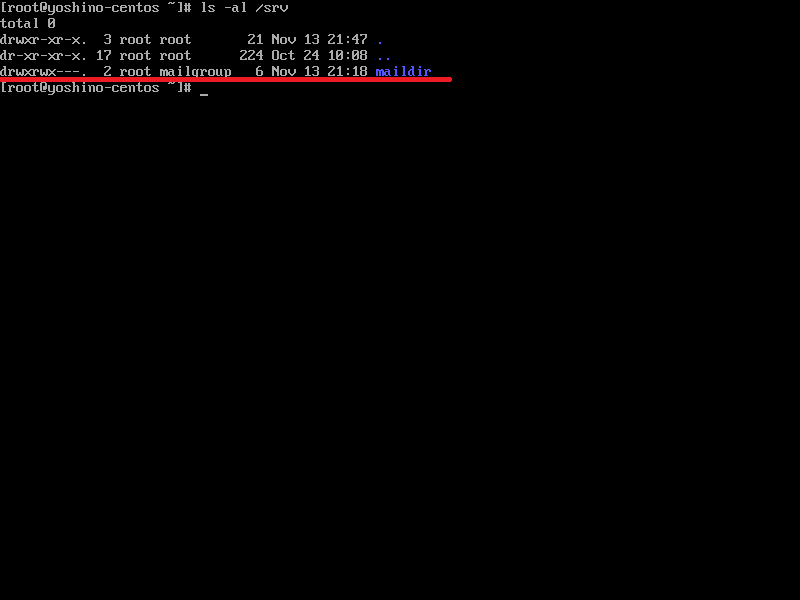 [root@yoshino-centos ~]# ls -al /srv
total 0
drwxr-xr-x.  3 root root       21 Nov 13 21:47 .
dr-xr-xr-x. 17 root root      224 Oct 24 10:08 ..
drwxrwx---.  2 root mailgroup   6 Nov 13 21:18 maildir
[root@yoshino-centos ~]# _